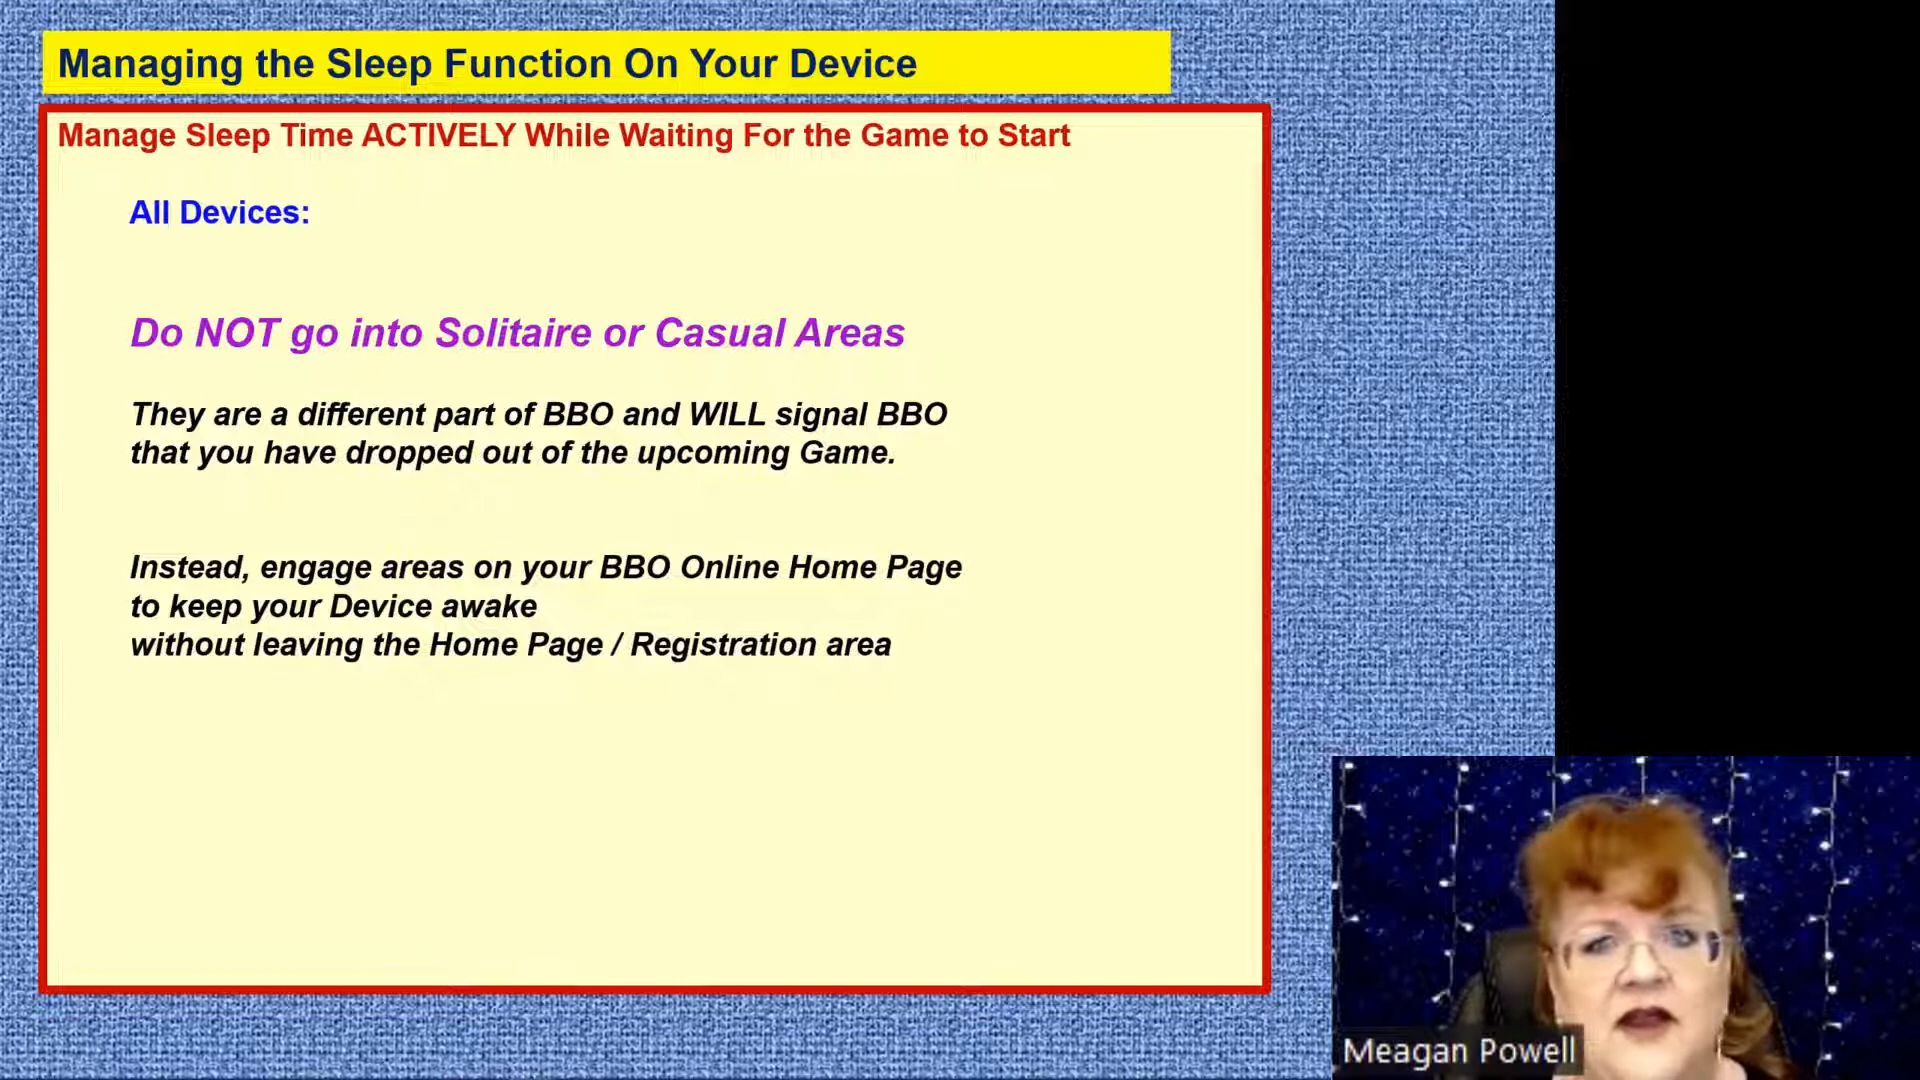 Managing the Sleep Function On Your Device
Manage Sleep Time ACTIVELY While Waiting For the Game to Start
All Devices:
Do NOT go into Solitaire or Casual Areas
They are a different part of BBO and WILL signal BBO
that you have dropped out of the upcoming Game.
Instead, engage areas on your BBO Online Home Page
to keep your Device awake
without leaving the Home Page / Registration area
Meagan Powell